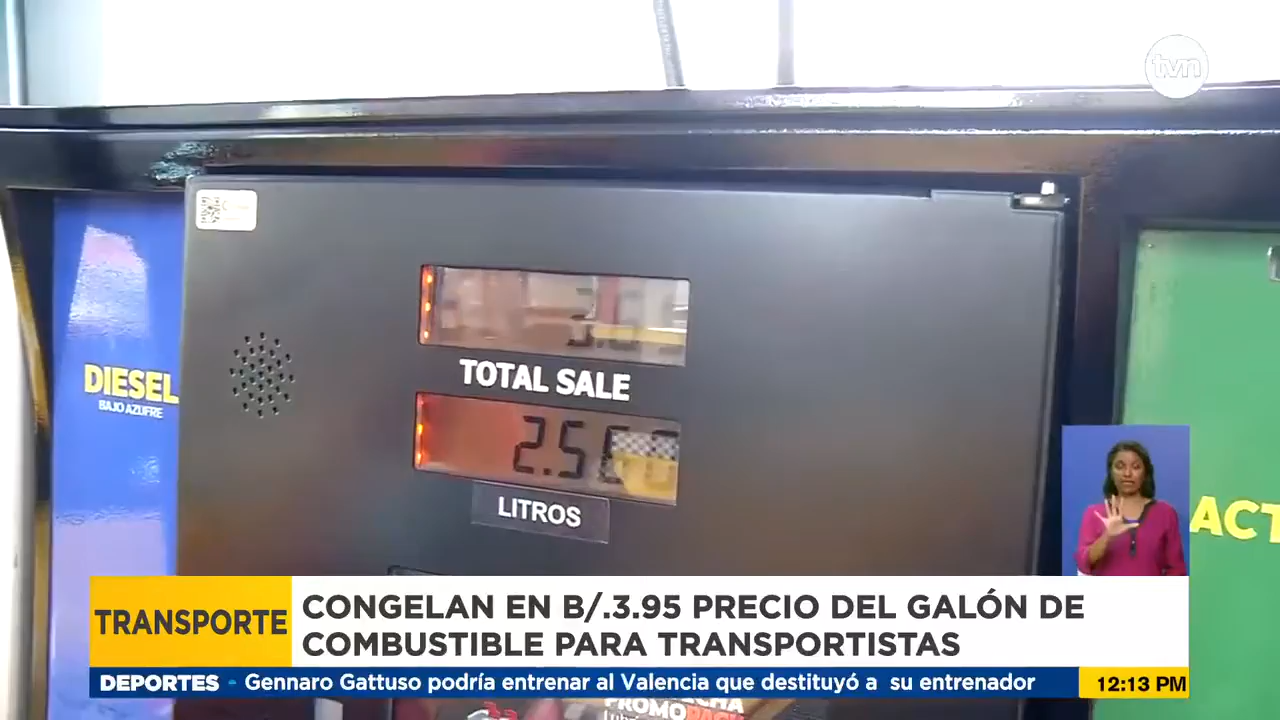 tvn
TOTAL SALE
DIESEL
BAJO AZUFRE
LITROS
ACT
TRANSPORTE
CONGELAN EN B/.3.95 PRECIO DEL GALÓN DE
COMBUSTIBLE PARA TRANSPORTISTAS
DEPORTES - Gennaro Gattuso podría entrenar al Valencia que destituyó a su entrenador
12:13 PM
PROMOPACK